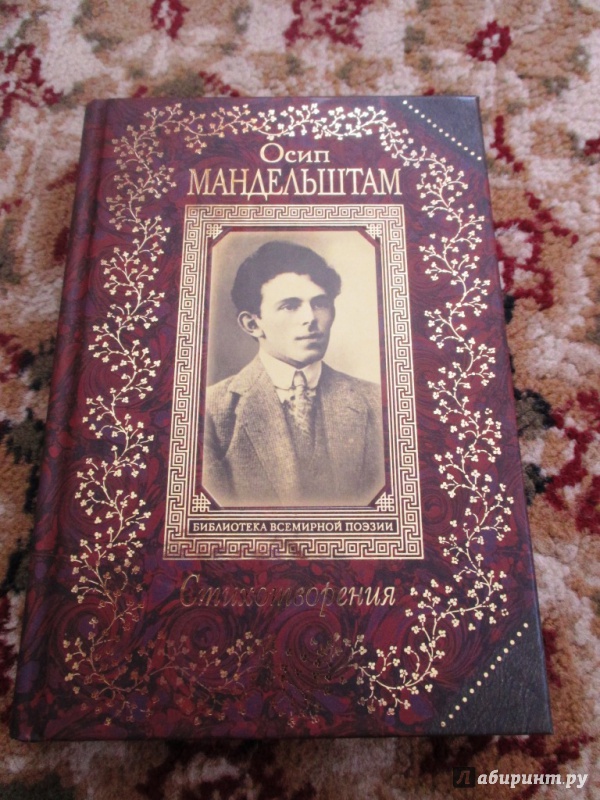 Осип
МАНДЕЛЬШТАМ
БИБЛИОТЕКА ВСЕМИРНОЙ ПОЭЗИИ
Стихотворения
Лабиринт.ру